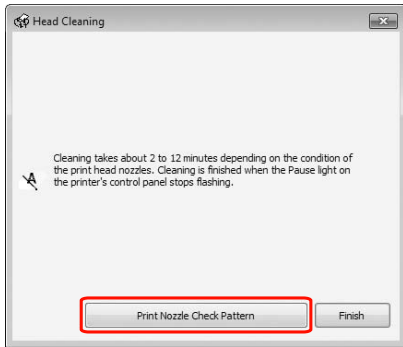 Head Cleaning
Cleaning takes about 2 to 12 minutes depending on the condition of
the print head nozzles. Cleaning is finished when the Pause light on
the printer's control panel stops flashing.
Print Nozzle Check Pattern
Finish